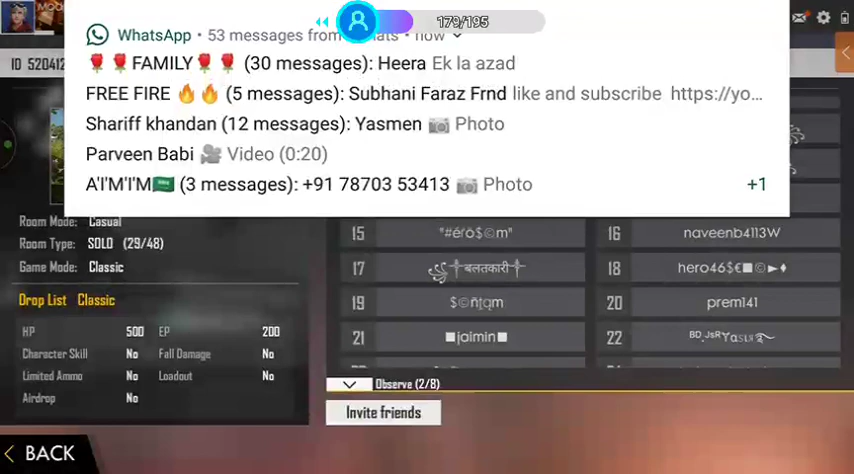 179/195
WhatsApp • 53 messages from chats • now
🌹🌹FAMILY🌹🌹 (30 messages): Heera Ek la azad
FREE FIRE 🔥🔥 (5 messages): Subhani Faraz Frnd like and subscribe https://yo...
Shariff khandan (12 messages): Yasmen 📷 Photo
Parveen Babi 🎥 Video (0:20)
A'I'M'I'M🇸🇦 (3 messages): +91 78703 53413 📷 Photo +1
ID 520412
Room Mode: Casual
Room Type: SOLO (29/48)
Game Mode: Classic
Drop List Classic
HP 500 EP 200
Character Skill No Fall Damage No
Limited Ammo No Loadout No
Airdrop No
15 "#érô$©m" 16 naveenb4113W
17 ꧁༒बलतकारी༒ 18 hero46$€■©►♦
19 20 prem141
21 ■jaimin■ 22
Observe (2/8)
Invite friends
BACK